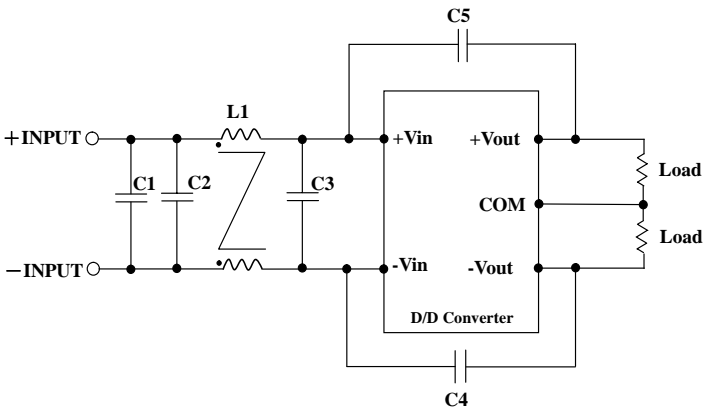 C5
L1
+INPUT
+Vin
+Vout
Load
C1
C2
C3
COM
Load
−INPUT
-Vin
-Vout
D/D Converter
C4